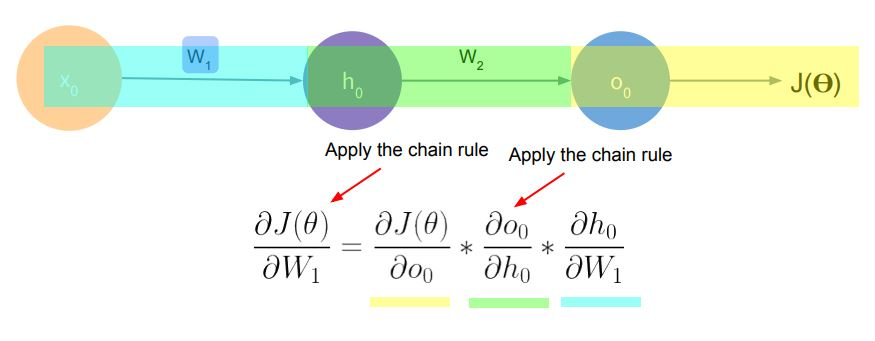 W₁ W₂
x₀ h₀ o₀ J(Θ)
Apply the chain rule Apply the chain rule
∂J(θ)/∂W₁ = ∂J(θ)/∂o₀ * ∂o₀/∂h₀ * ∂h₀/∂W₁